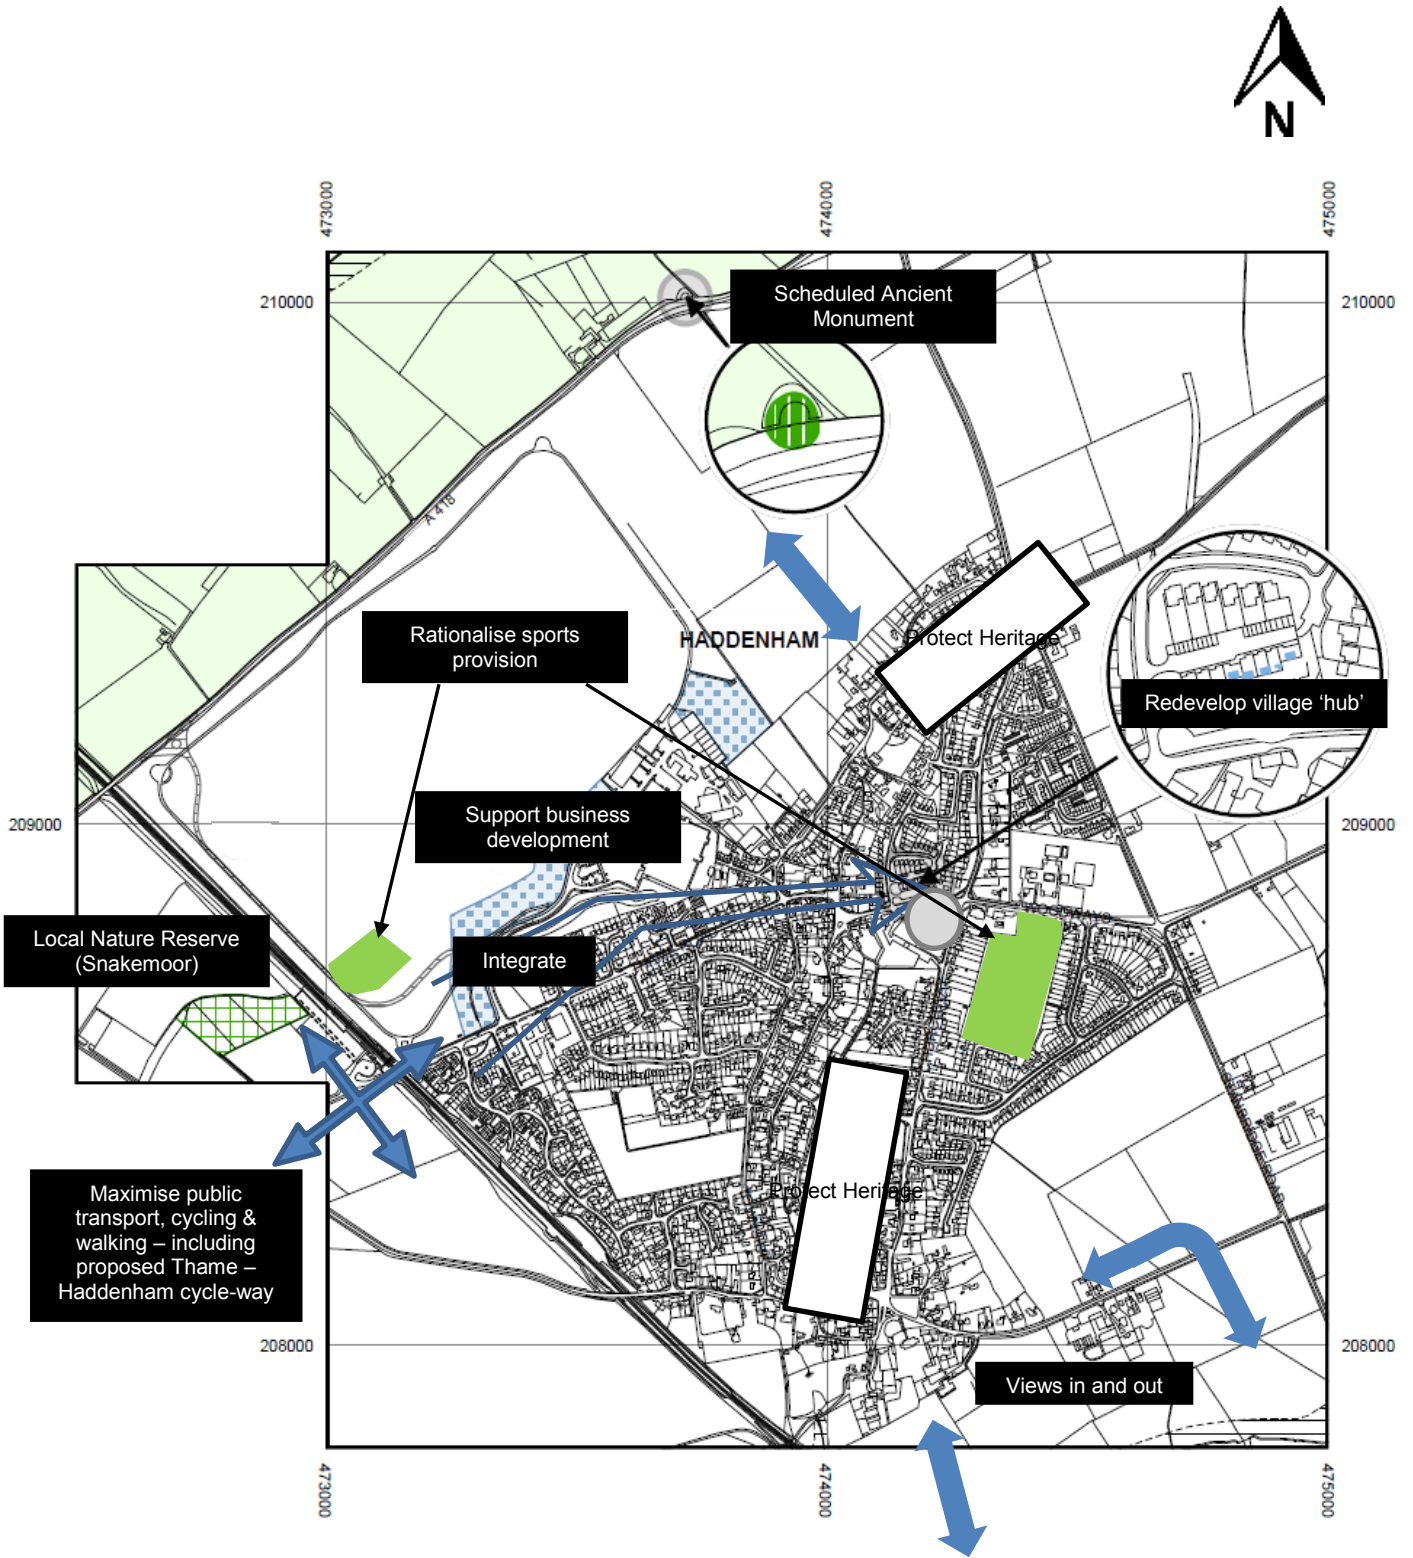 N
473000
474000
475000
210000
210000
Scheduled Ancient
Monument
A 418
Rationalise sports
provision
HADDENHAM
Protect Heritage
Redevelop village ‘hub’
Support business
development
209000
209000
Local Nature Reserve
(Snakemoor)
Integrate
Maximise public
transport, cycling &
walking – including
proposed Thame –
Haddenham cycle-way
Protect Heritage
208000
208000
Views in and out
473000
474000
475000